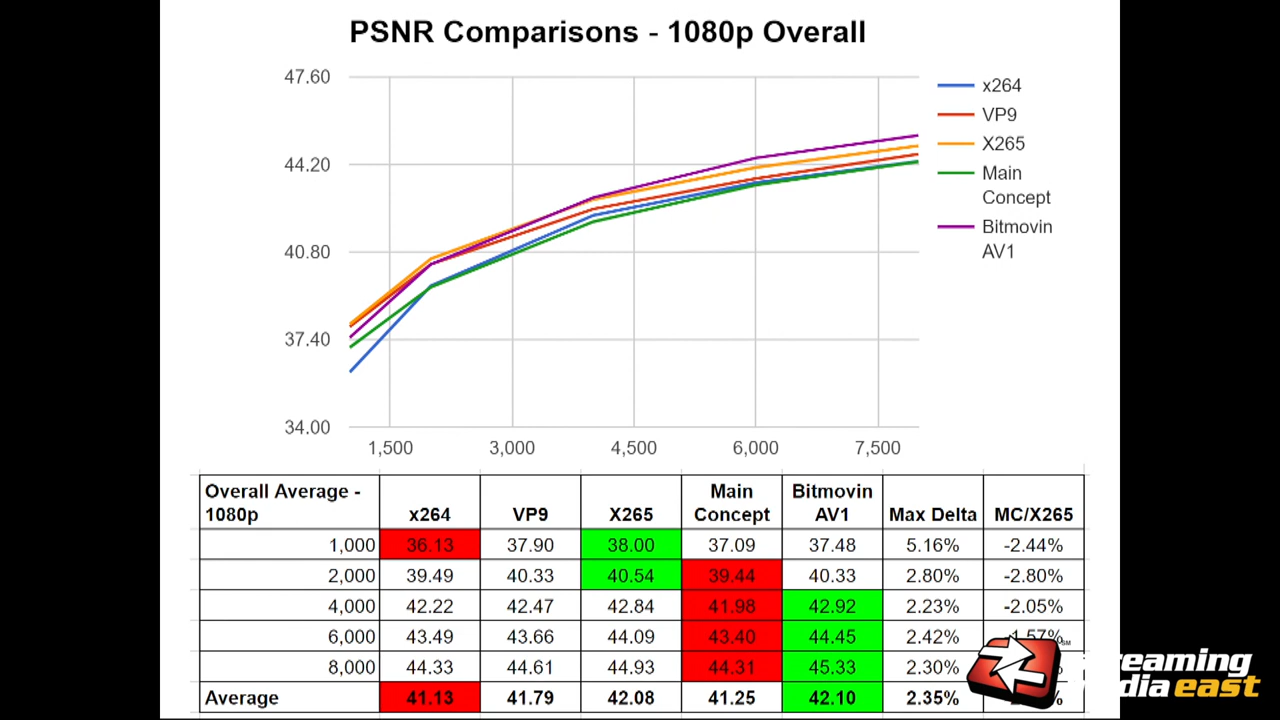 PSNR Comparisons - 1080p Overall
47.60
44.20
40.80
37.40
34.00
1,500 3,000 4,500 6,000 7,500
x264
VP9
X265
Main
Concept
Bitmovin
AV1
Overall Average - 1080p x264 VP9 X265 Main Concept Bitmovin AV1 Max Delta MC/X265
1,000 36.13 37.90 38.00 37.09 37.48 5.16% -2.44%
2,000 39.49 40.33 40.54 39.44 40.33 2.80% -2.80%
4,000 42.22 42.47 42.84 41.98 42.92 2.23% -2.05%
6,000 43.49 43.66 44.09 43.40 44.45 2.42% -1.57%
8,000 44.33 44.61 44.93 44.31 45.33 2.30%
Average 41.13 41.79 42.08 41.25 42.10 2.35%
SM
reaming
dia east